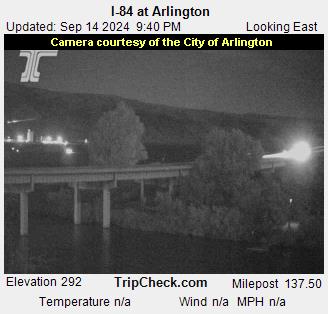 I-84 at Arlington
Updated: Sep 14 2024 9:40 PM Looking East
Camera courtesy of the City of Arlington
Elevation 292 TripCheck.com Milepost 137.50
Temperature n/a Wind n/a MPH n/a